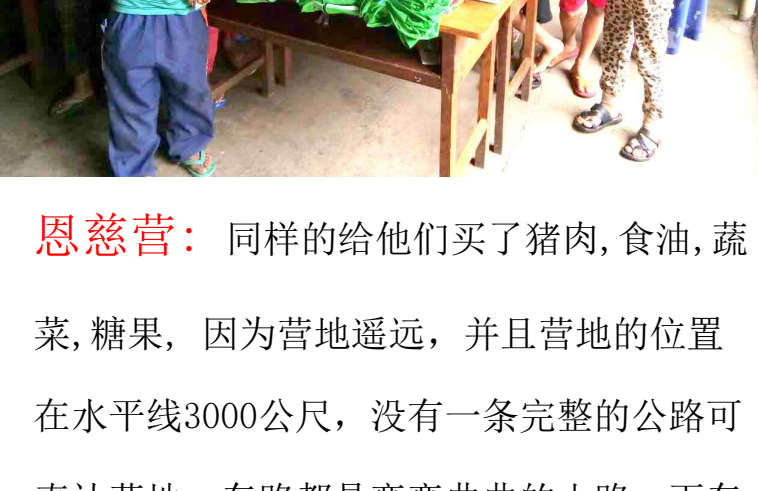 恩慈营: 同样的给他们买了猪肉,食油,蔬
菜,糖果, 因为营地遥远，并且营地的位置
在水平线3000公尺，没有一条完整的公路可